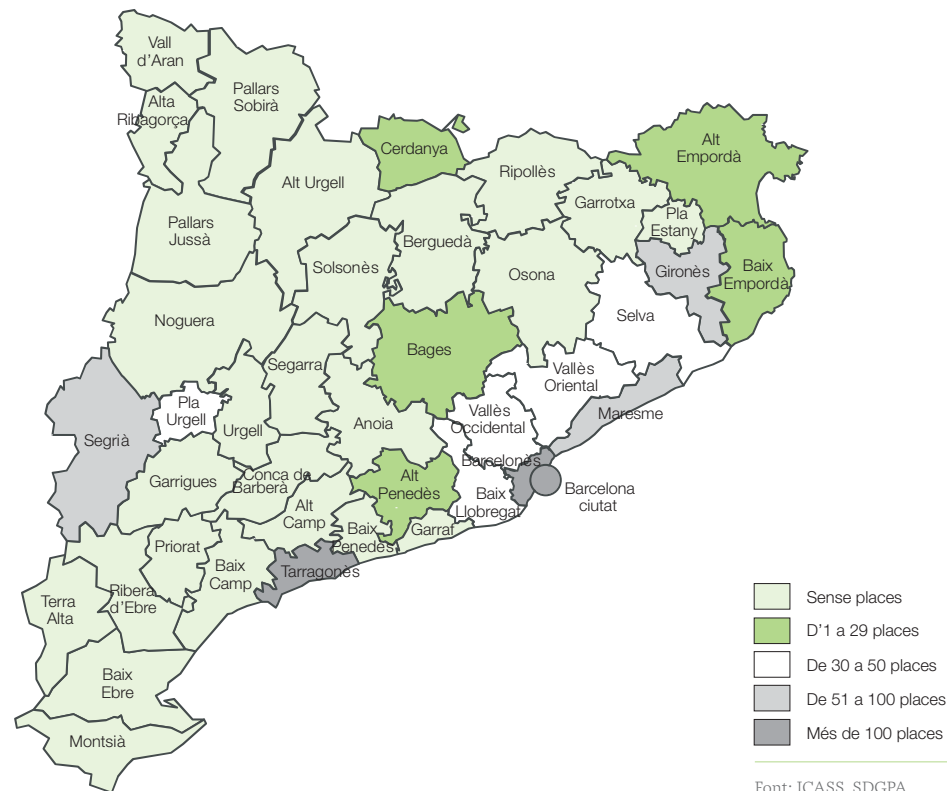 Vall
d'Aran
Alta
Ribagorça
Pallars
Sobirà
Cerdanya
Alt Urgell
Ripollès
Alt
Empordà
Garrotxa
Pla
Estany
Pallars
Jussà
Berguedà
Solsonès
Osona
Gironès
Baix
Empordà
Noguera
Selva
Bages
Segarra
Vallès
Oriental
Pla
Urgell
Urgell
Anoia
Vallès
Occidental
Maresme
Segrià
Barcelonès
Garrigues
Conca de
Barberà
Alt
Penedès
Baix
Llobregat
Barcelona
ciutat
Alt
Camp
Baix
Penedès
Garraf
Priorat
Baix
Camp
Tarragonès
Terra
Alta
Ribera
d'Ebre
Baix
Ebre
Montsià
Sense places
D'1 a 29 places
De 30 a 50 places
De 51 a 100 places
Més de 100 places
Font: ICASS, SDGPA